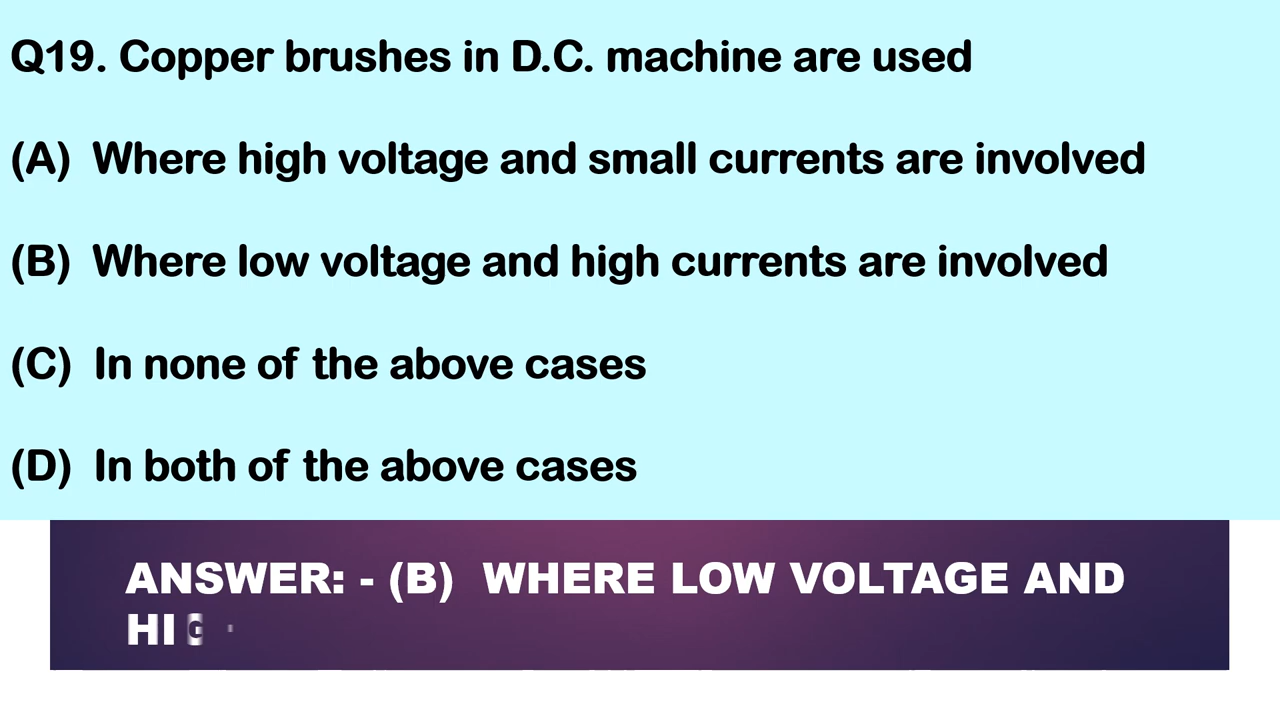 Q19. Copper brushes in D.C. machine are used
(A) Where high voltage and small currents are involved
(B) Where low voltage and high currents are involved
(C) In none of the above cases
(D) In both of the above cases
ANSWER: - (B) WHERE LOW VOLTAGE AND
HIG